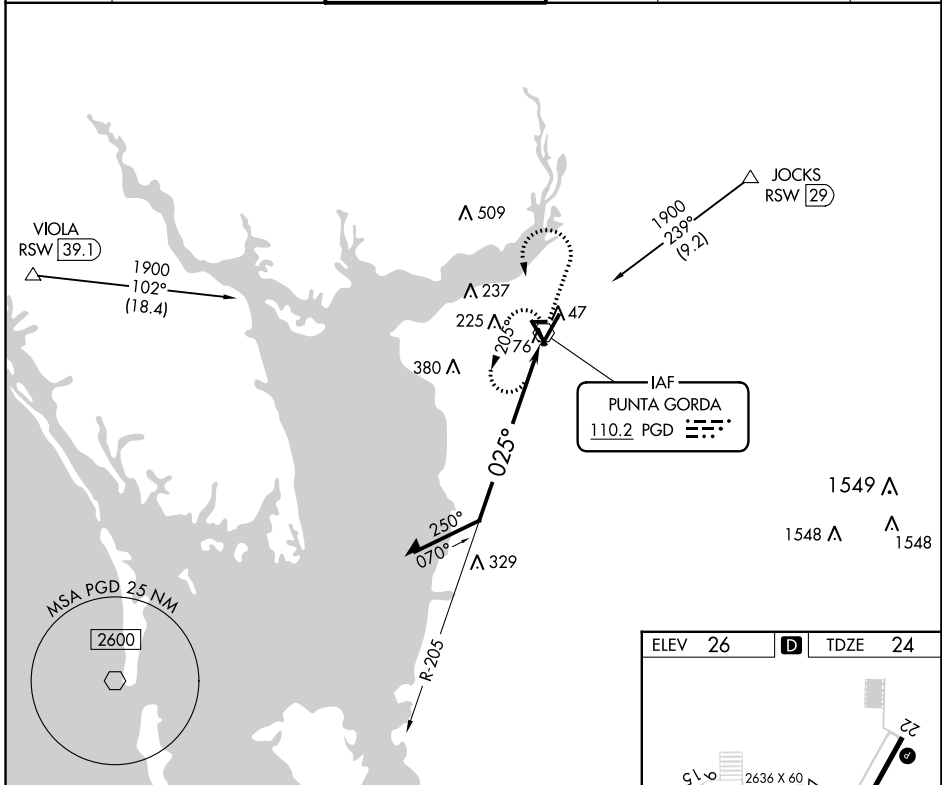 JOCKS
RSW 29
1900
239°
(9.2)
509
VIOLA
RSW 39.1
1900
102°
(18.4)
237
47
225
205°
76
380
IAF
PUNTA GORDA
110.2 PGD
025°
1549
1548
1548
250°
070°
329
MSA PGD 25 NM
2600
R-205
ELEV 26 D TDZE 24
22
P
915
2636 X 60